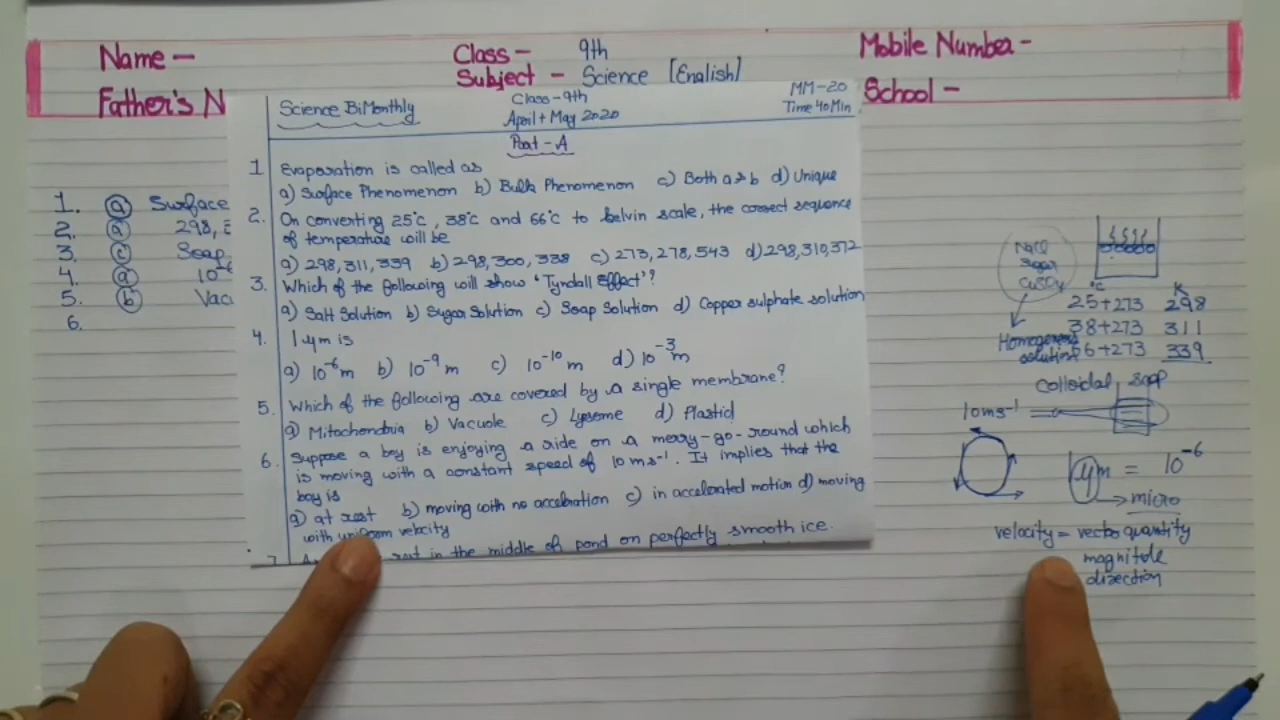 Name -
Class - 9th
Mobile Number -
Subject - Science [English]
Father's N
School -
Science BiMonthly
Class-9th
MM-20
April + May 2020
Time 40 Min
Part - A
1 Evaporation is called as
a) Surface Phenomenon b) Bulk Phenomenon c) Both a & b d) Unique
2. On converting 25°C, 38°C and 66°C to kelvin scale, the correct sequence
of temperature will be
a) 298, 311, 339 b) 298, 300, 338 c) 273, 278, 543 d) 298, 310, 372
3. Which of the following will show 'Tyndall Effect'?
a) Salt Solution b) Sugar Solution c) Soap Solution d) Copper sulphate solution
4. 1 μm is
a) 10⁻⁶m b) 10⁻⁹ m c) 10⁻¹⁰ m d) 10⁻³m
5. Which of the following are covered by a single membrane?
a) Mitochondria b) Vacuole c) Lysome d) Plastid
6. Suppose a boy is enjoying a ride on a merry-go-round which
is moving with a constant speed of 10 ms⁻¹. It implies that the
boy is
a) at rest b) moving with no accleration c) in accelerated motion d) moving
with uniform velocity
rest in the middle of pond on perfectly smooth ice.
1. a Surface
2. a 298, 3
3. c Soap
4. a 10⁻⁶
5. b Vac
6.
NaCl
Sugar
CuSO₄
Homogenous
solution
°C K
25+273 298
38+273 311
66+273 339
Colloidal soap
10ms⁻¹
1μm = 10⁻⁶
micro
velocity = vector quantity
magnitude
direction